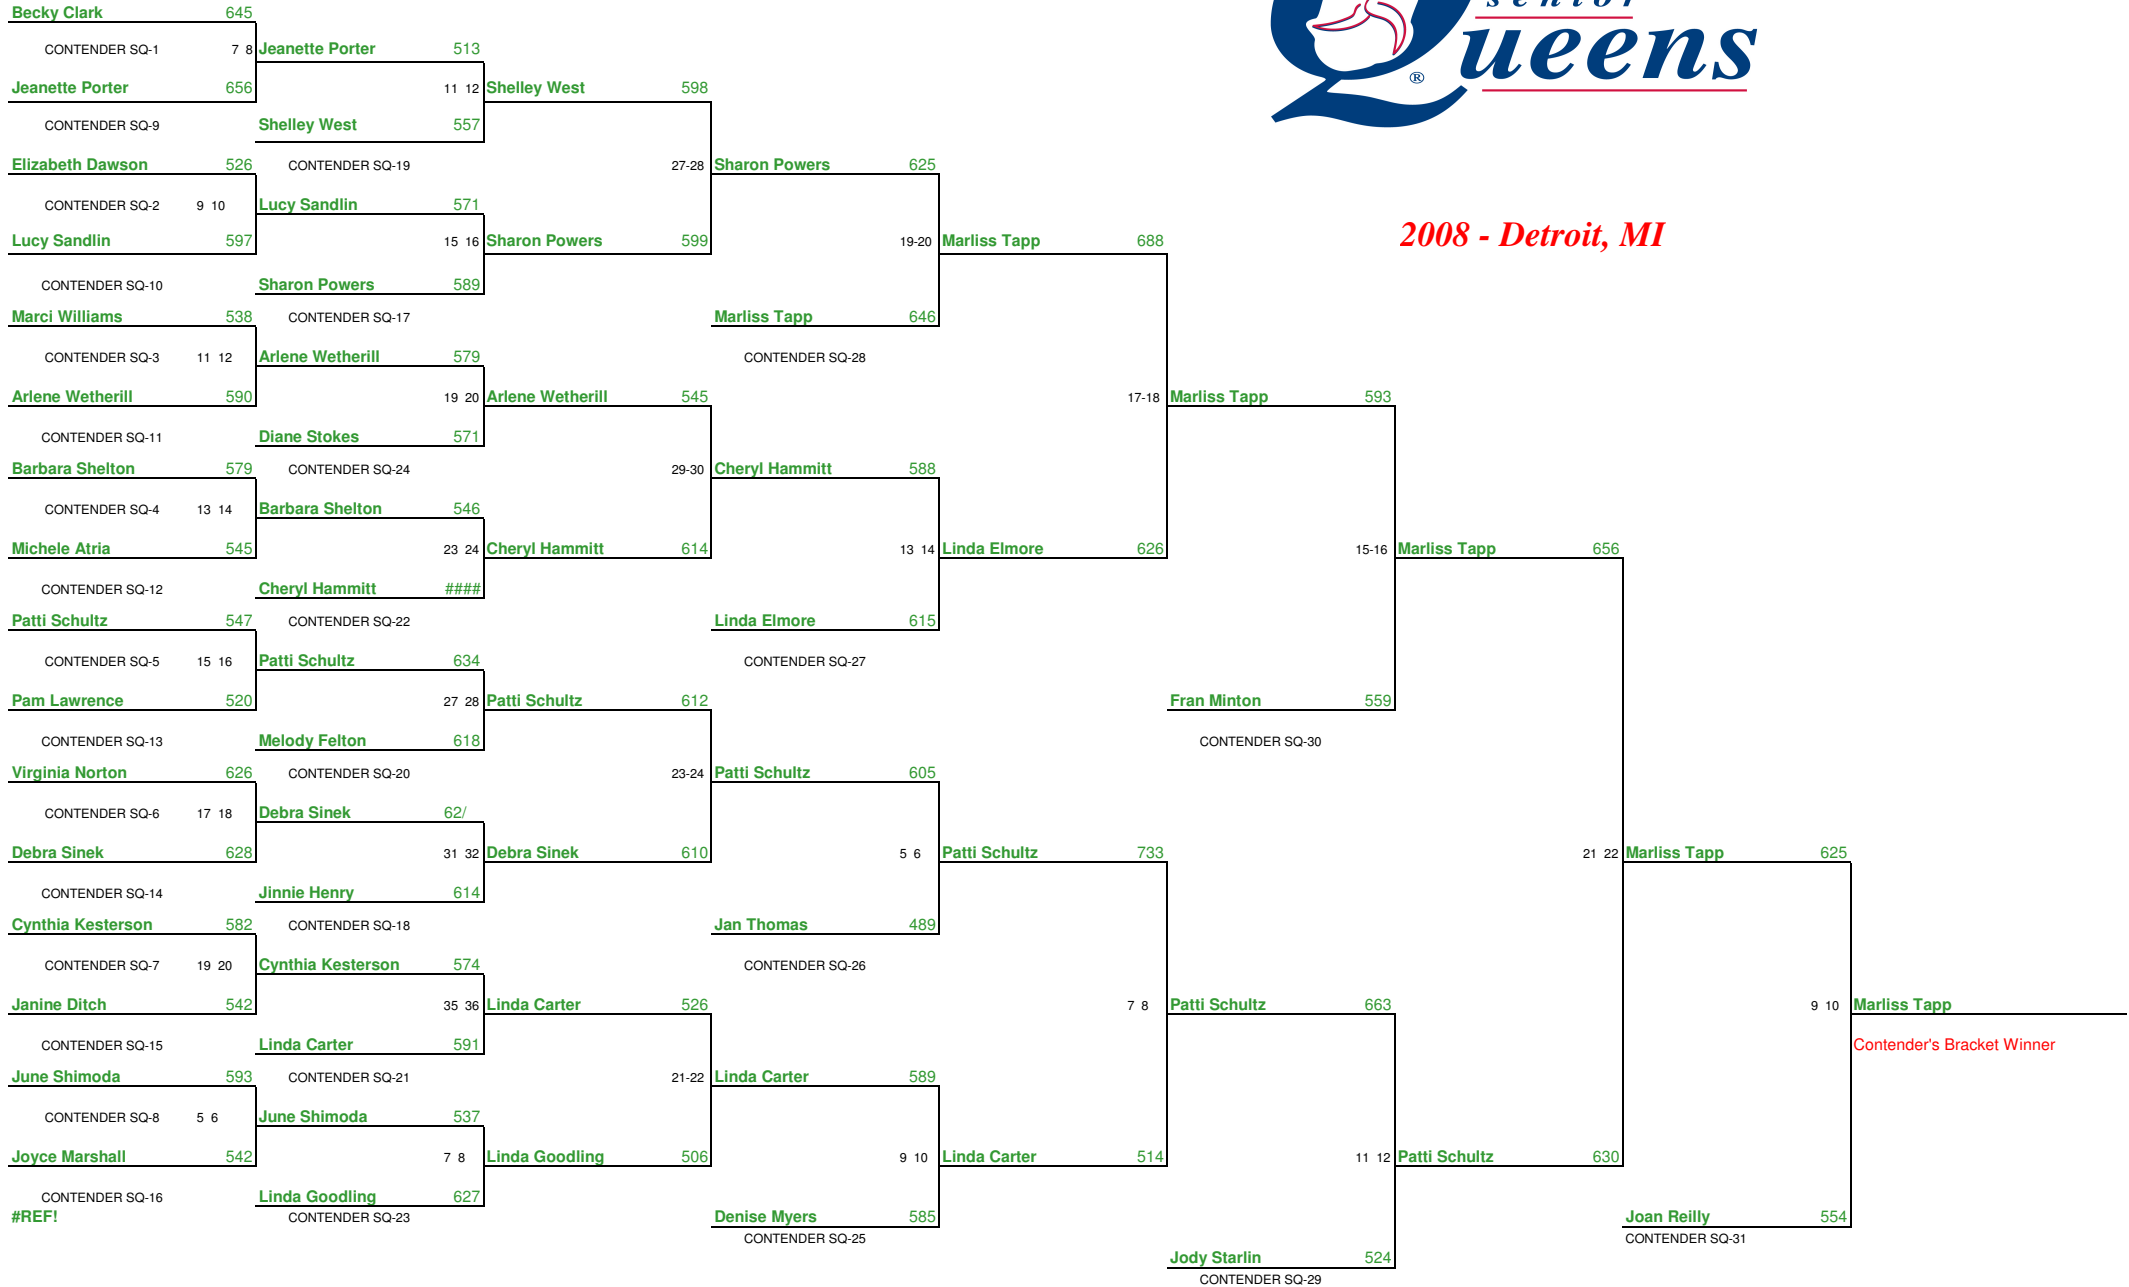 senior
Queens
®
2008 - Detroit, MI
Becky Clark 645
CONTENDER SQ-1 7 8 Jeanette Porter 513
Jeanette Porter 656 11 12 Shelley West 598
CONTENDER SQ-9 Shelley West 557
Elizabeth Dawson 526 CONTENDER SQ-19 27-28 Sharon Powers 625
CONTENDER SQ-2 9 10 Lucy Sandlin 571
Lucy Sandlin 597 15 16 Sharon Powers 599 19-20 Marliss Tapp 688
CONTENDER SQ-10 Sharon Powers 589
Marci Williams 538 CONTENDER SQ-17 Marliss Tapp 646
CONTENDER SQ-3 11 12 Arlene Wetherill 579 CONTENDER SQ-28
Arlene Wetherill 590 19 20 Arlene Wetherill 545 17-18 Marliss Tapp 593
CONTENDER SQ-11 Diane Stokes 571
Barbara Shelton 579 CONTENDER SQ-24 29-30 Cheryl Hammitt 588
CONTENDER SQ-4 13 14 Barbara Shelton 546
Michele Atria 545 23 24 Cheryl Hammitt 614 13 14 Linda Elmore 626 15-16 Marliss Tapp 656
CONTENDER SQ-12 Cheryl Hammitt ####
Patti Schultz 547 CONTENDER SQ-22 Linda Elmore 615
CONTENDER SQ-5 15 16 Patti Schultz 634 CONTENDER SQ-27
Pam Lawrence 520 27 28 Patti Schultz 612 Fran Minton 559
CONTENDER SQ-13 Melody Felton 618 CONTENDER SQ-30
Virginia Norton 626 CONTENDER SQ-20 23-24 Patti Schultz 605
CONTENDER SQ-6 17 18 Debra Sinek 62/
Debra Sinek 628 31 32 Debra Sinek 610 5 6 Patti Schultz 733 21 22 Marliss Tapp 625
CONTENDER SQ-14 Jinnie Henry 614
Cynthia Kesterson 582 CONTENDER SQ-18 Jan Thomas 489
CONTENDER SQ-7 19 20 Cynthia Kesterson 574 CONTENDER SQ-26
Janine Ditch 542 35 36 Linda Carter 526 7 8 Patti Schultz 663 9 10 Marliss Tapp
CONTENDER SQ-15 Linda Carter 591 Contender's Bracket Winner
June Shimoda 593 CONTENDER SQ-21 21-22 Linda Carter 589
CONTENDER SQ-8 5 6 June Shimoda 537
Joyce Marshall 542 7 8 Linda Goodling 506 9 10 Linda Carter 514 11 12 Patti Schultz 630
CONTENDER SQ-16 Linda Goodling 627
#REF! CONTENDER SQ-23 Denise Myers 585 Joan Reilly 554
CONTENDER SQ-25 CONTENDER SQ-31
Jody Starlin 524
CONTENDER SQ-29